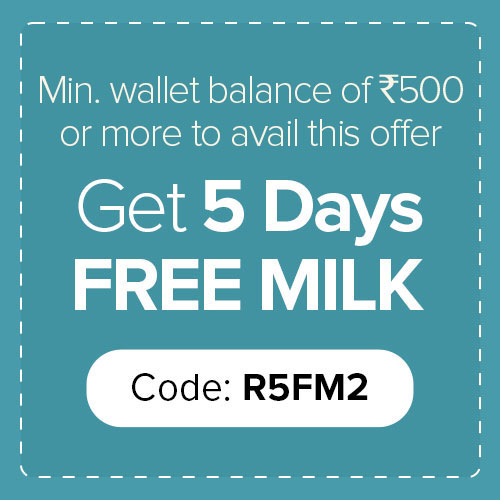 Min. wallet balance of ₹500
or more to avail this offer
Get 5 Days
FREE MILK
Code: R5FM2